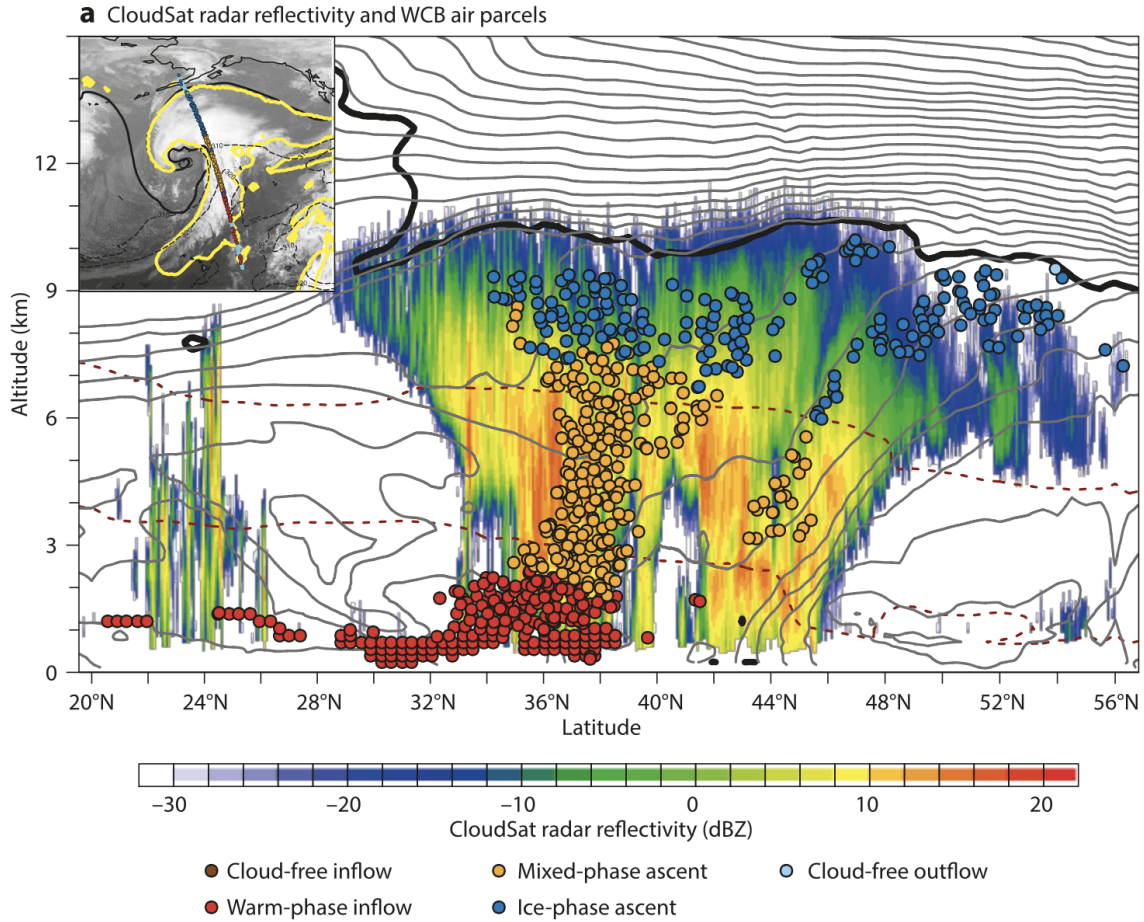 a CloudSat radar reflectivity and WCB air parcels
310
320
Altitude (km)
12
9
6
3
0
20°N 24°N 28°N 32°N 36°N 40°N 44°N 48°N 52°N 56°N
Latitude
−30 −20 −10 0 10 20
CloudSat radar reflectivity (dBZ)
Cloud-free inflow Mixed-phase ascent Cloud-free outflow
Warm-phase inflow Ice-phase ascent